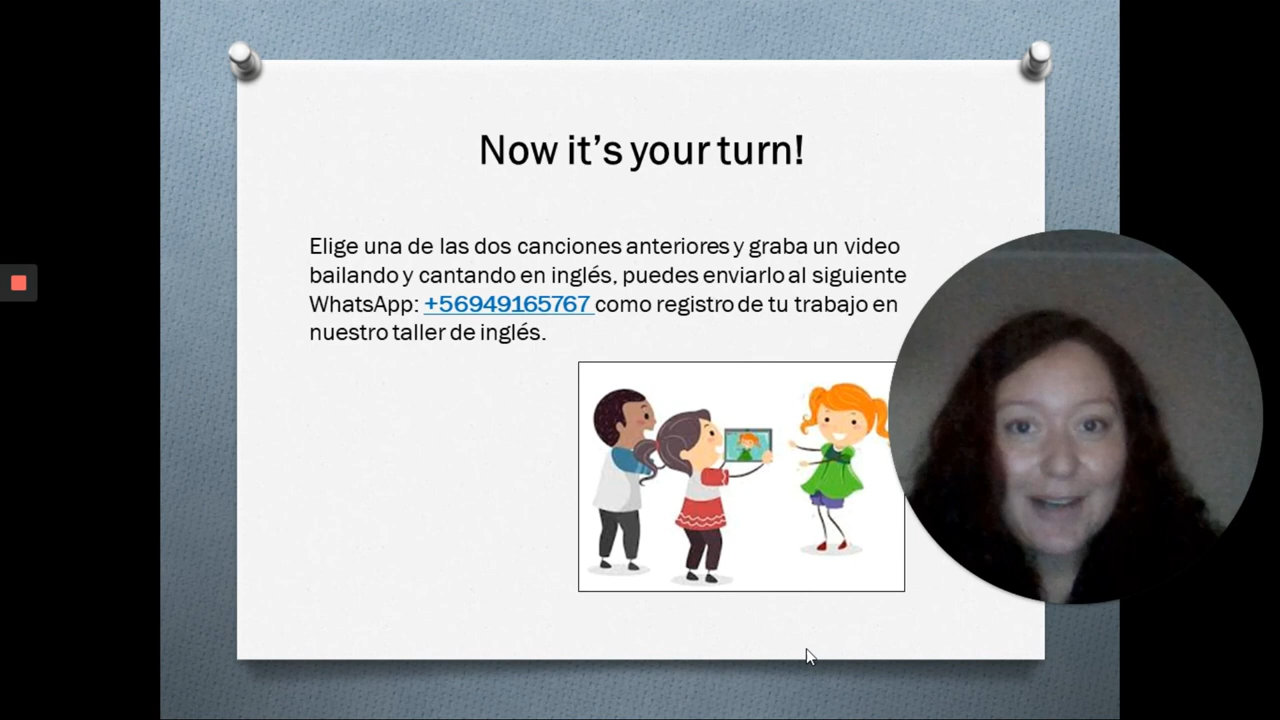 Now it's your turn!
Elige una de las dos canciones anteriores y graba un video
bailando y cantando en inglés, puedes enviarlo al siguiente
WhatsApp: +56949165767 como registro de tu trabajo en
nuestro taller de inglés.